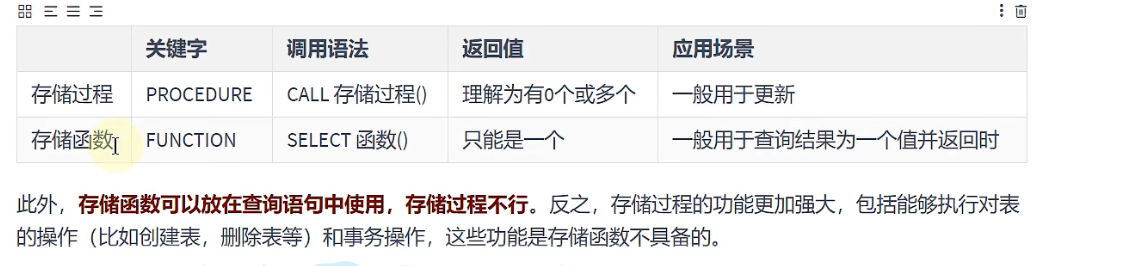 关键字 调用语法 返回值 应用场景
存储过程 PROCEDURE CALL 存储过程() 理解为有0个或多个 一般用于更新
存储函数 FUNCTION SELECT 函数() 只能是一个 一般用于查询结果为一个值并返回时
此外，存储函数可以放在查询语句中使用，存储过程不行。反之，存储过程的功能更加强大，包括能够执行对表
的操作（比如创建表，删除表等）和事务操作，这些功能是存储函数不具备的。